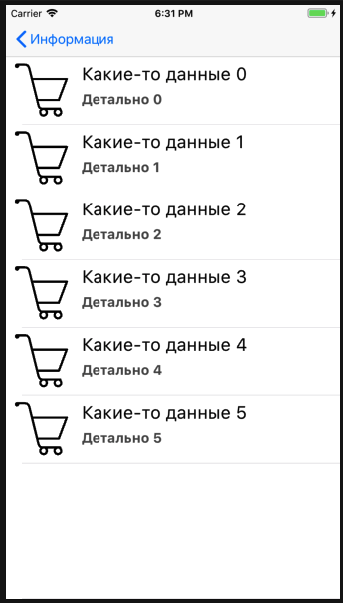 Carrier 6:31 PM
Информация
Какие-то данные 0
Детально 0
Какие-то данные 1
Детально 1
Какие-то данные 2
Детально 2
Какие-то данные 3
Детально 3
Какие-то данные 4
Детально 4
Какие-то данные 5
Детально 5